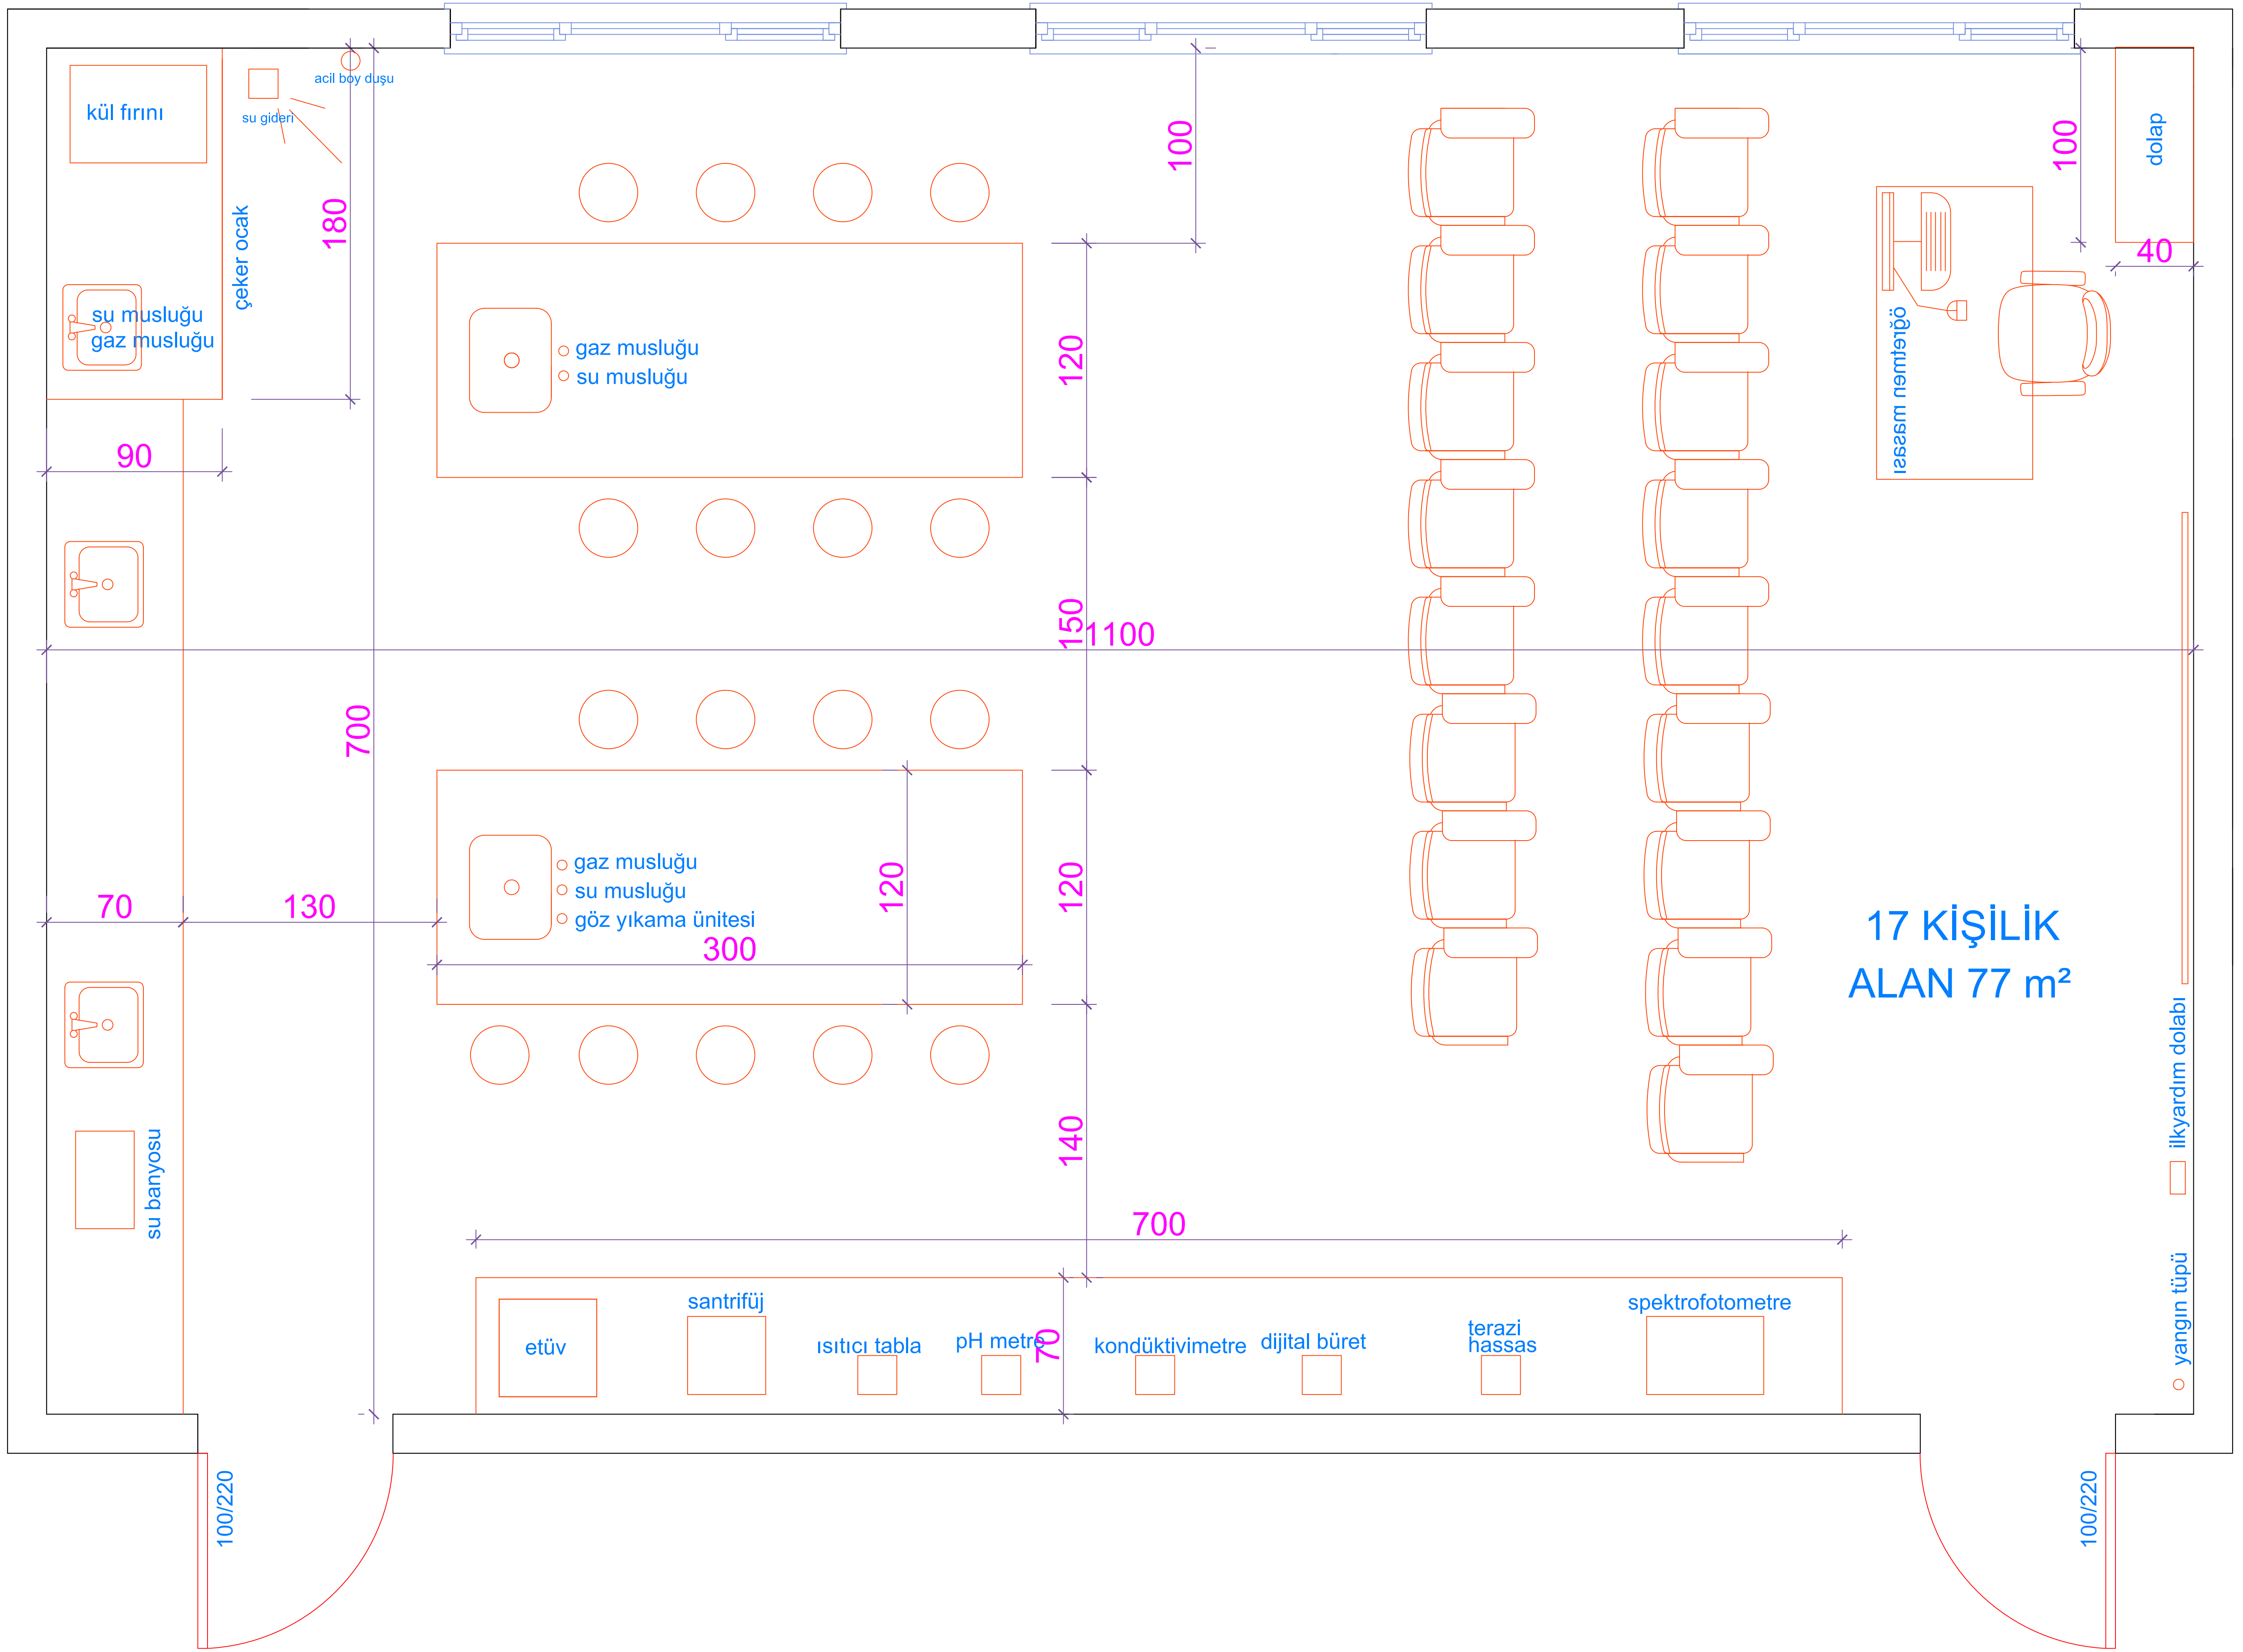 kül fırını
acil boy duşu
su gideri
180
çeker ocak
su musluğu
gaz musluğu
90
100
gaz musluğu
su musluğu
120
100
dolap
40
öğretmen masası
150
1100
700
70
130
gaz musluğu
su musluğu
göz yıkama ünitesi
300
120
120
17 KİŞİLİK
ALAN 77 m²
ilkyardım dolabı
su banyosu
140
700
yangın tüpü
etüv
santrifüj
ısıtıcı tabla
pH metre
70
kondüktivimetre
dijital büret
terazi
hassas
spektrofotometre
100/220
100/220